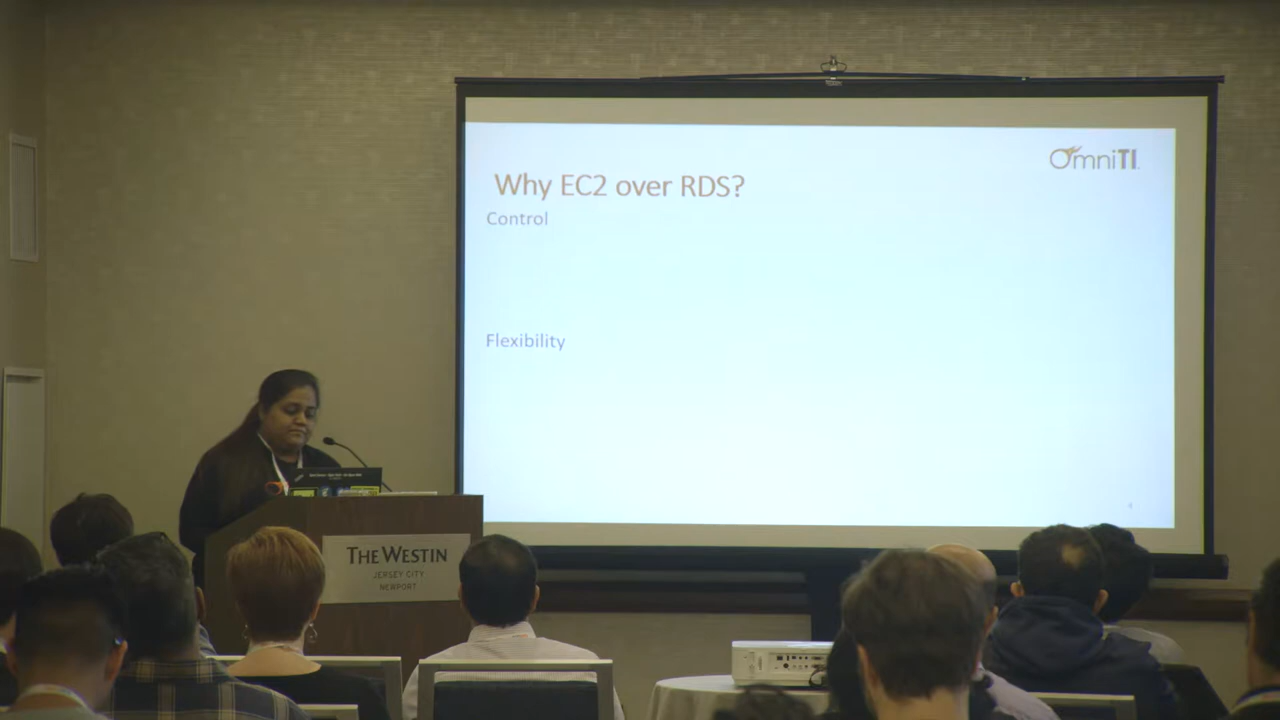 OmniTI
Why EC2 over RDS?
Control
Flexibility
THE WESTIN
JERSEY CITY
NEWPORT